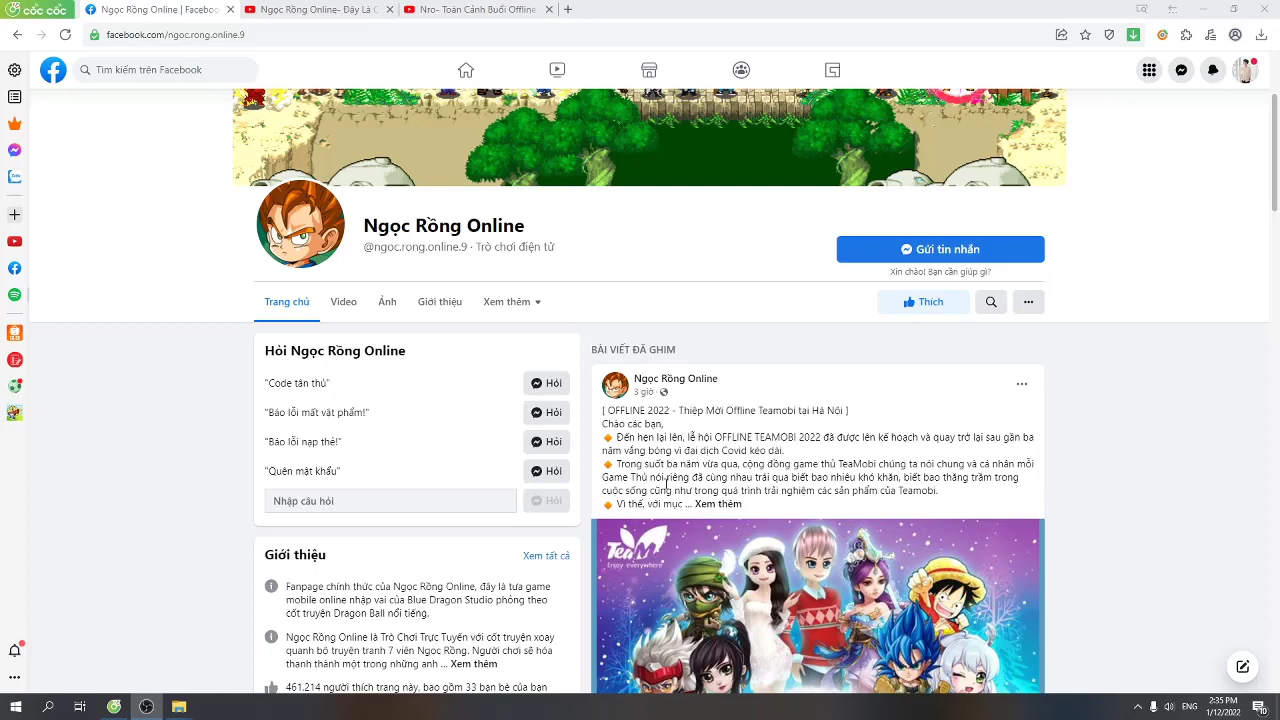 cốc cốc
Ngọc Rồng Online | Faceboo
Ngọc Rồng Online- Đây Là C
Nro- Toàn Cảnh Buổi Offline
facebook.com/ngoc.rong.online.9
Tìm kiếm trên Facebook
Ngọc Rồng Online
@ngoc.rong.online.9 · Trò chơi điện tử
Gửi tin nhắn
Xin chào! Bạn cần giúp gì?
Trang chủ
Video
Ảnh
Giới thiệu
Xem thêm
Thích
Hỏi Ngọc Rồng Online
"Code tân thủ"
Hỏi
"Báo lỗi mất vật phẩm!"
Hỏi
"Báo lỗi nạp thẻ!"
Hỏi
"Quên mật khẩu"
Hỏi
Nhập câu hỏi
Hỏi
Giới thiệu
Xem tất cả
Fanpage chính thức của Ngọc Rồng Online, đây là tựa game
mobile online nhập vai của Blue Dragon Studio phỏng theo
cốt truyện Dragon Ball nổi tiếng.
Ngọc Rồng Online là Trò Chơi Trực Tuyến với cốt truyện xoay
quanh bộ truyện tranh 7 viên Ngọc Rồng. Người chơi sẽ hóa
thành thành một trong những anh ... Xem thêm
461.214 người thích trang này, bao gồm 33 bạn bè của bạn
BÀI VIẾT ĐÃ GHIM
Ngọc Rồng Online
3 giờ ·
[ OFFLINE 2022 - Thiệp Mời Offline Teamobi tại Hà Nội ]
Chào các bạn,
Đến hẹn lại lên, lễ hội OFFLINE TEAMOBI 2022 đã được lên kế hoạch và quay trở lại sau gần ba
năm vắng bóng vì đại dịch Covid kéo dài.
Trong suốt ba năm vừa qua, cộng đồng game thủ TeaMobi chúng ta nói chung và cá nhân mỗi
Game Thủ nói riêng đã cùng nhau trải qua biết bao nhiêu khó khăn, biết bao thăng trầm trong
cuộc sống cũng như trong quá trình trải nghiệm các sản phẩm của Teamobi.
Vì thế, với mục ... Xem thêm
TeaM
Enjoy everywhere
ENG
2:35 PM
1/12/2022